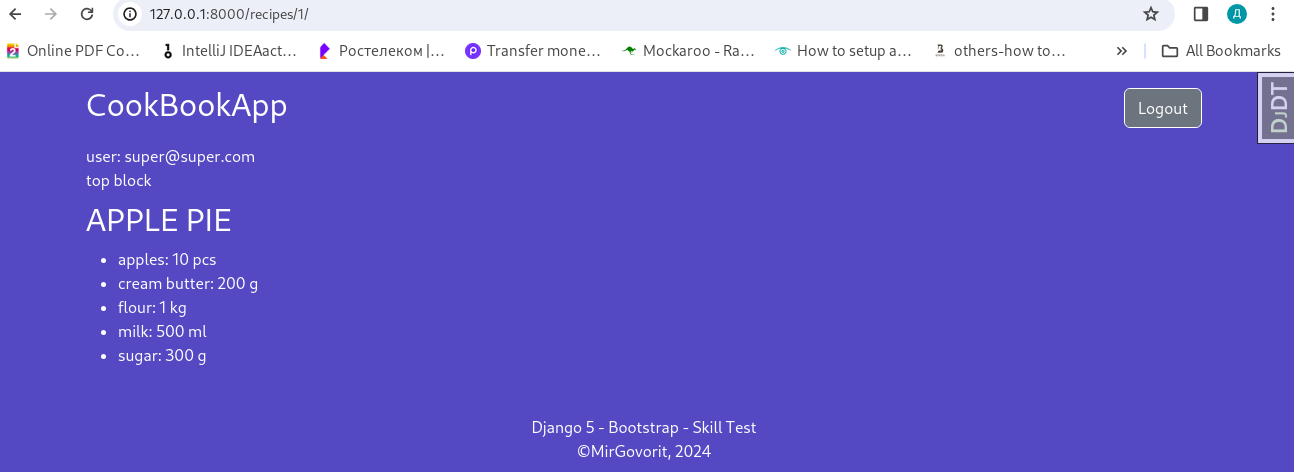 127.0.0.1:8000/recipes/1/
Д
Online PDF Co... IntelliJ IDEAact... Ростелеком |... Transfer mone... Mockaroo - Ra... How to setup a... others-how to... » All Bookmarks
CookBookApp
Logout
DJDT
user: super@super.com
top block
APPLE PIE
• apples: 10 pcs
• cream butter: 200 g
• flour: 1 kg
• milk: 500 ml
• sugar: 300 g
Django 5 - Bootstrap - Skill Test
©MirGovorit, 2024